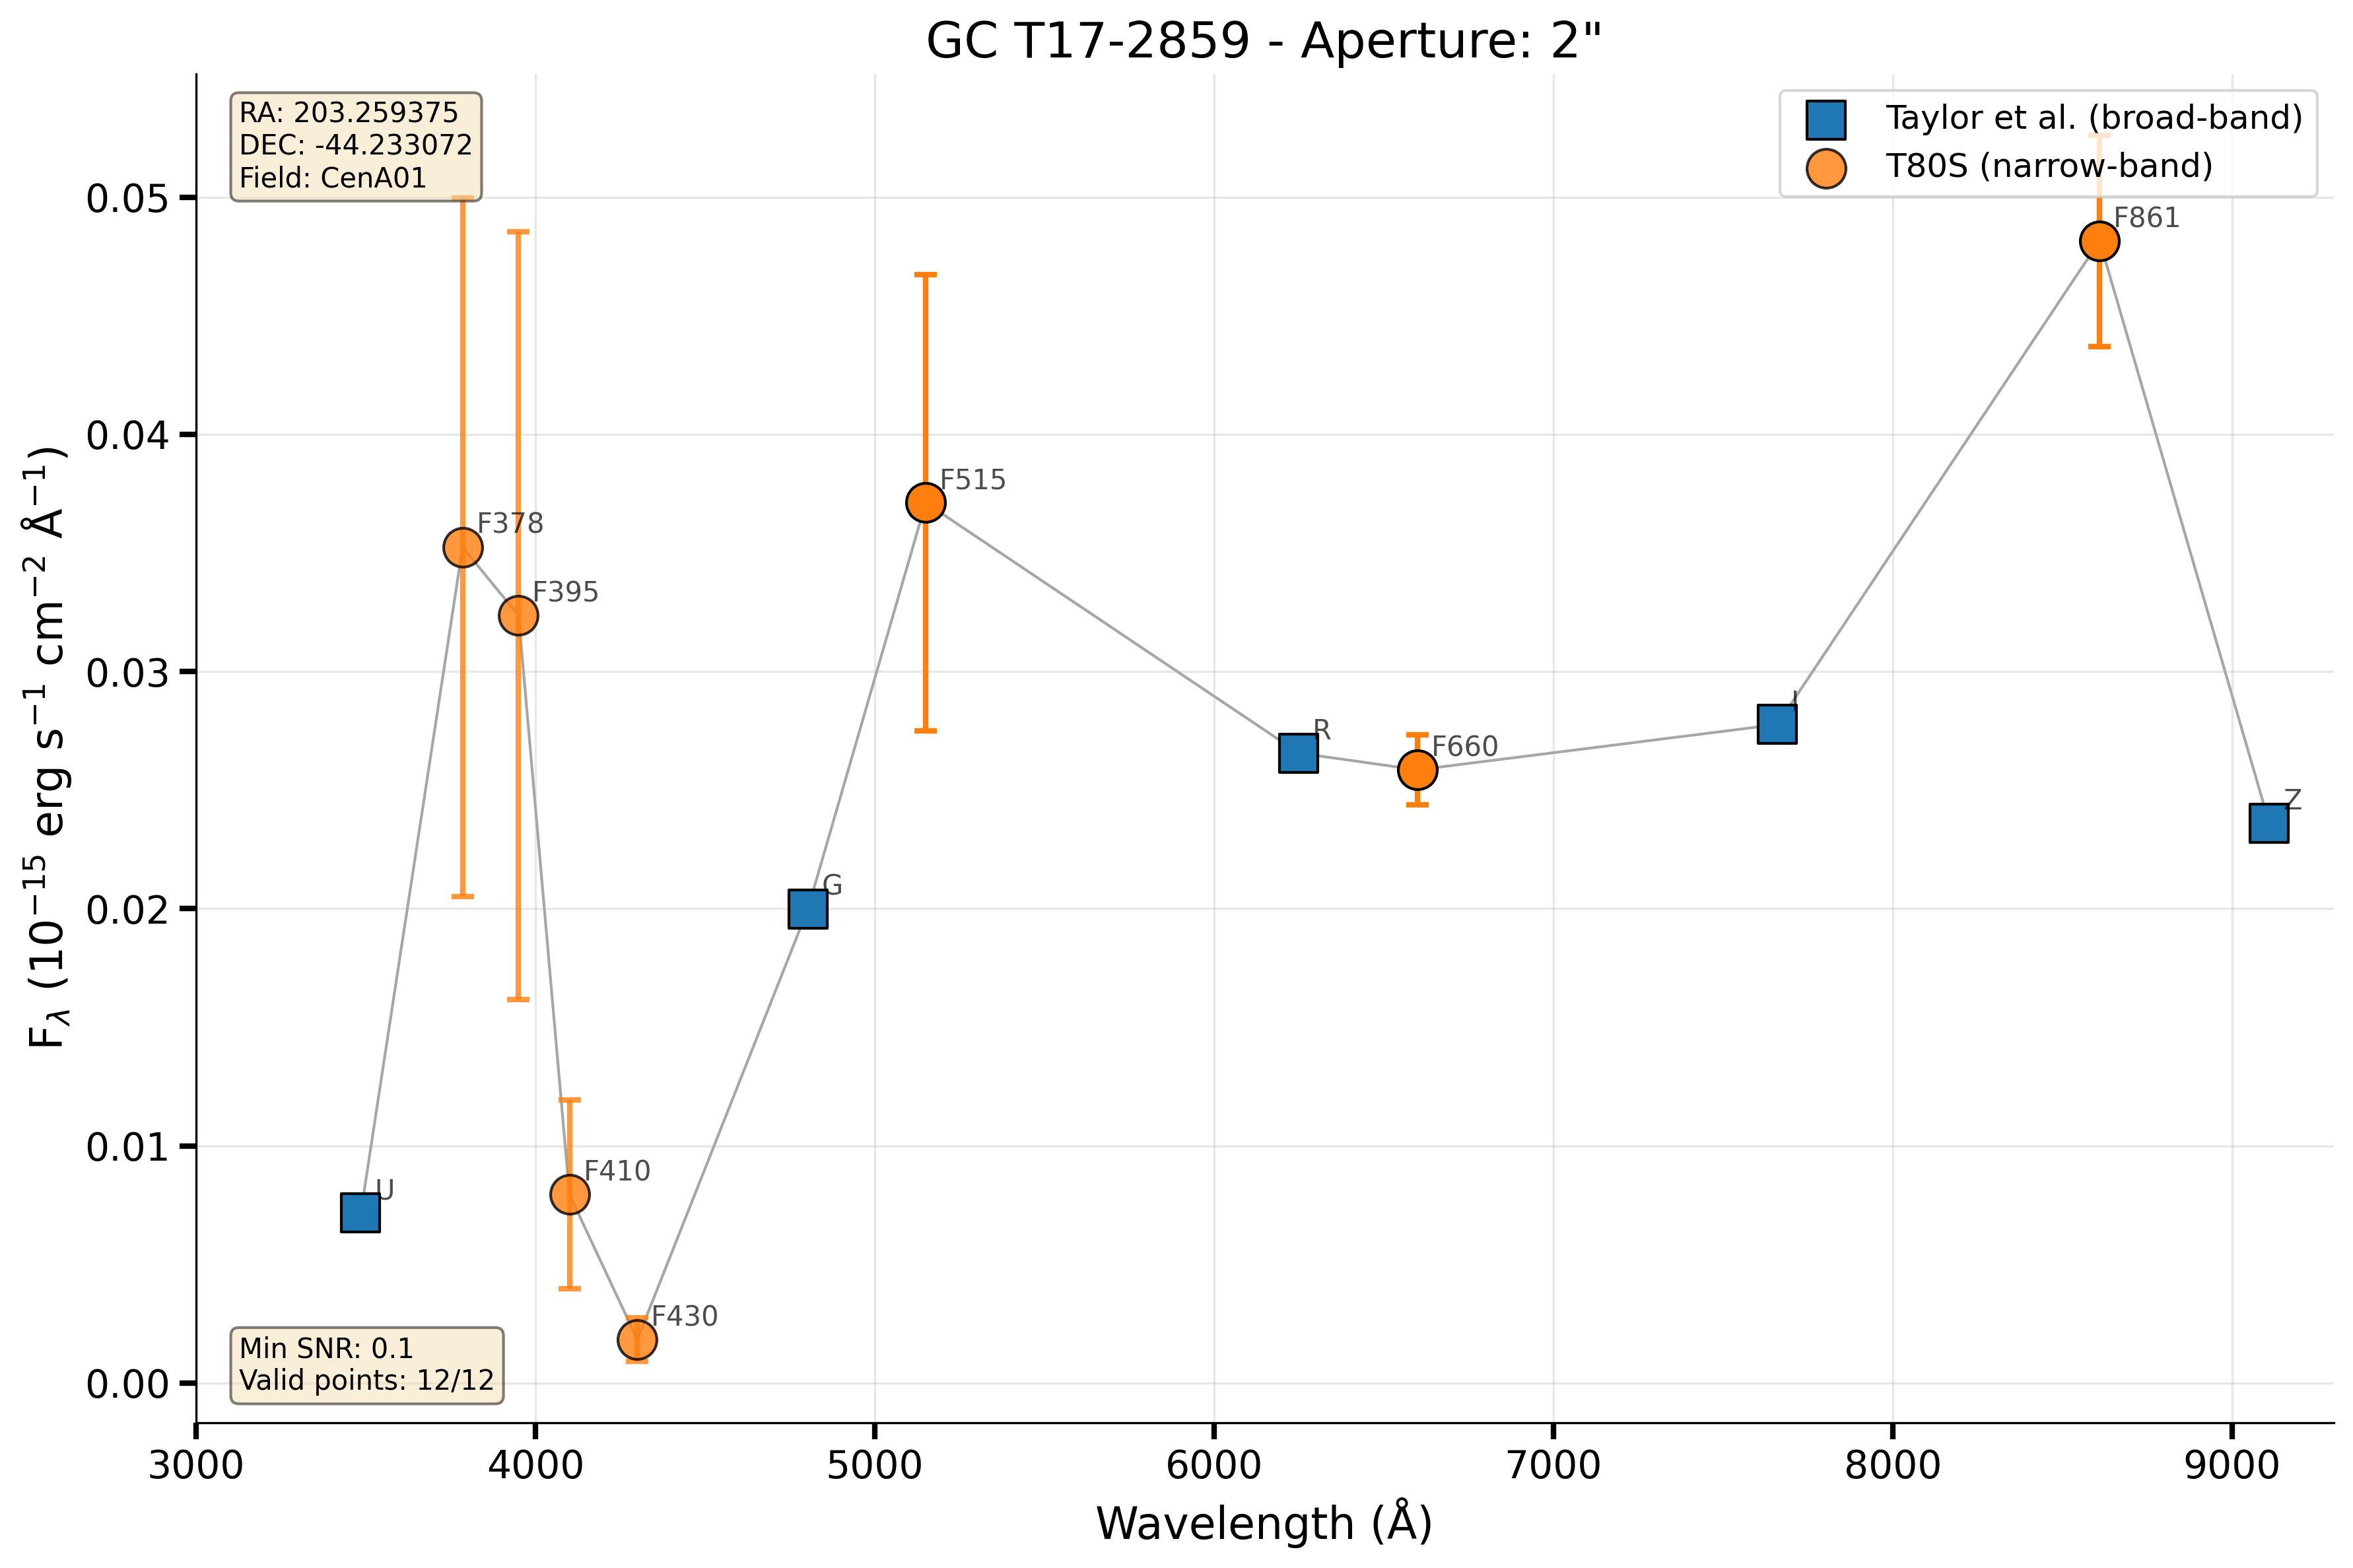 GC T17-2859 - Aperture: 2"
RA: 203.259375
DEC: -44.233072
Field: CenA01
Taylor et al. (broad-band)
T80S (narrow-band)
F861
F515
F378
F395
R
F660
I
Z
G
U
F410
F430
Min SNR: 0.1
Valid points: 12/12
0.05
0.04
0.03
0.02
0.01
0.00
F_λ (10⁻¹⁵ erg s⁻¹ cm⁻² Å⁻¹)
3000 4000 5000 6000 7000 8000 9000
Wavelength (Å)